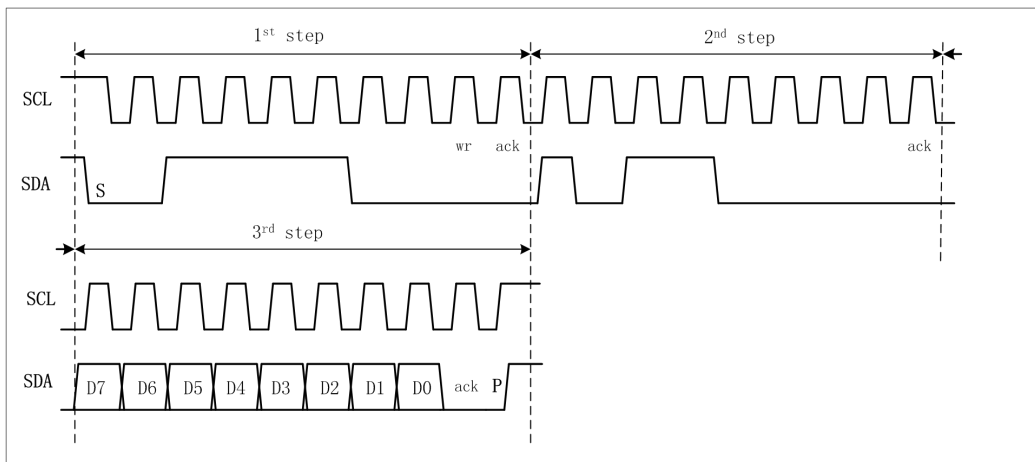 1st step 2nd step
SCL
wr ack ack
SDA S
3rd step
SCL
SDA D7 D6 D5 D4 D3 D2 D1 D0 ack P